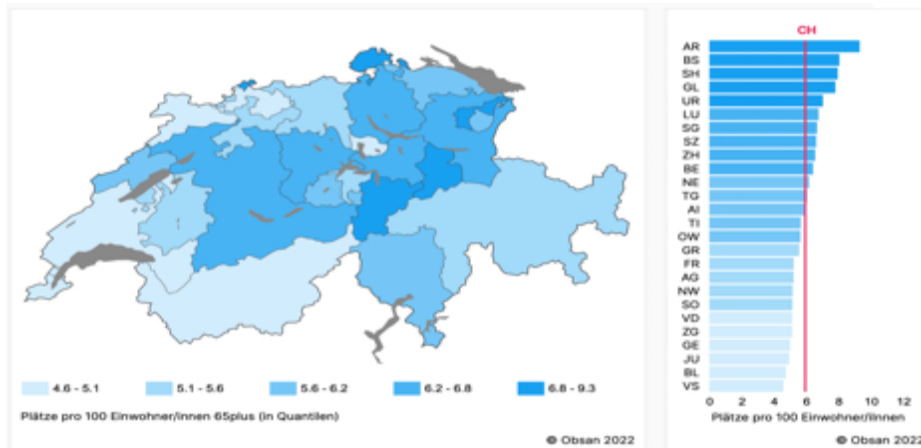 4.6 - 5.1
5.1 - 5.6
5.6 - 6.2
6.2 - 6.8
6.8 - 9.3
Plätze pro 100 Einwohner/innen 65plus (in Quantilen)
© Obsan 2022
CH
AR
BS
SH
GL
UR
LU
SG
SZ
ZH
BE
NE
TG
AI
TI
OW
GR
FR
AG
NW
SO
VD
ZG
GE
JU
BL
VS
0 2 4 6 8 10 12
Plätze pro 100 Einwohner/Iinnen
© Obsan 2022